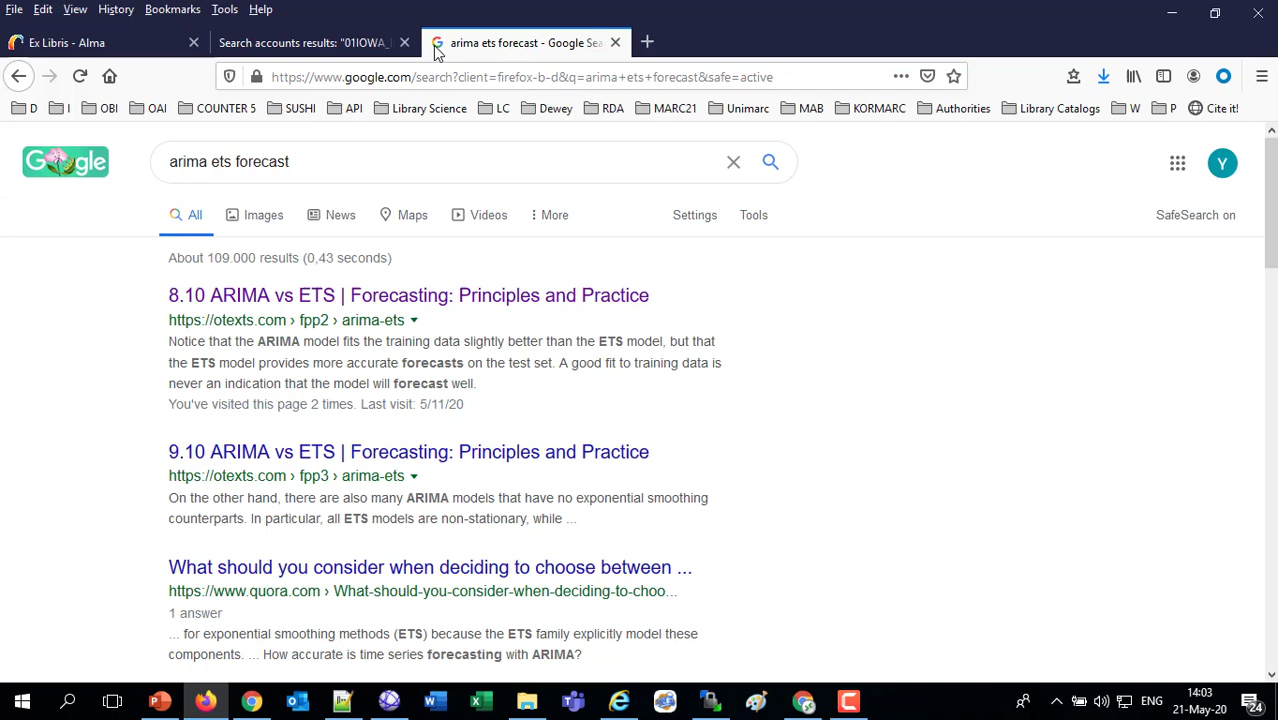 File Edit View History Bookmarks Tools Help
Ex Libris - Alma
Search accounts results: "01IOWA_
arima ets forecast - Google Sea
https://www.google.com/search?client=firefox-b-d&q=arima+ets+forecast&safe=active
D I OBI OAI COUNTER 5 SUSHI API Library Science LC Dewey RDA MARC21 Unimarc MAB KORMARC Authorities Library Catalogs W P Cite it!
Google
arima ets forecast
Y
All Images News Maps Videos More Settings Tools SafeSearch on
About 109.000 results (0,43 seconds)
8.10 ARIMA vs ETS | Forecasting: Principles and Practice
https://otexts.com › fpp2 › arima-ets
Notice that the ARIMA model fits the training data slightly better than the ETS model, but that
the ETS model provides more accurate forecasts on the test set. A good fit to training data is
never an indication that the model will forecast well.
You've visited this page 2 times. Last visit: 5/11/20
9.10 ARIMA vs ETS | Forecasting: Principles and Practice
https://otexts.com › fpp3 › arima-ets
On the other hand, there are also many ARIMA models that have no exponential smoothing
counterparts. In particular, all ETS models are non-stationary, while ...
What should you consider when deciding to choose between ...
https://www.quora.com › What-should-you-consider-when-deciding-to-choo...
1 answer
... for exponential smoothing methods (ETS) because the ETS family explicitly model these
components. ... How accurate is time series forecasting with ARIMA?
ENG
14:03
21-May-20
24